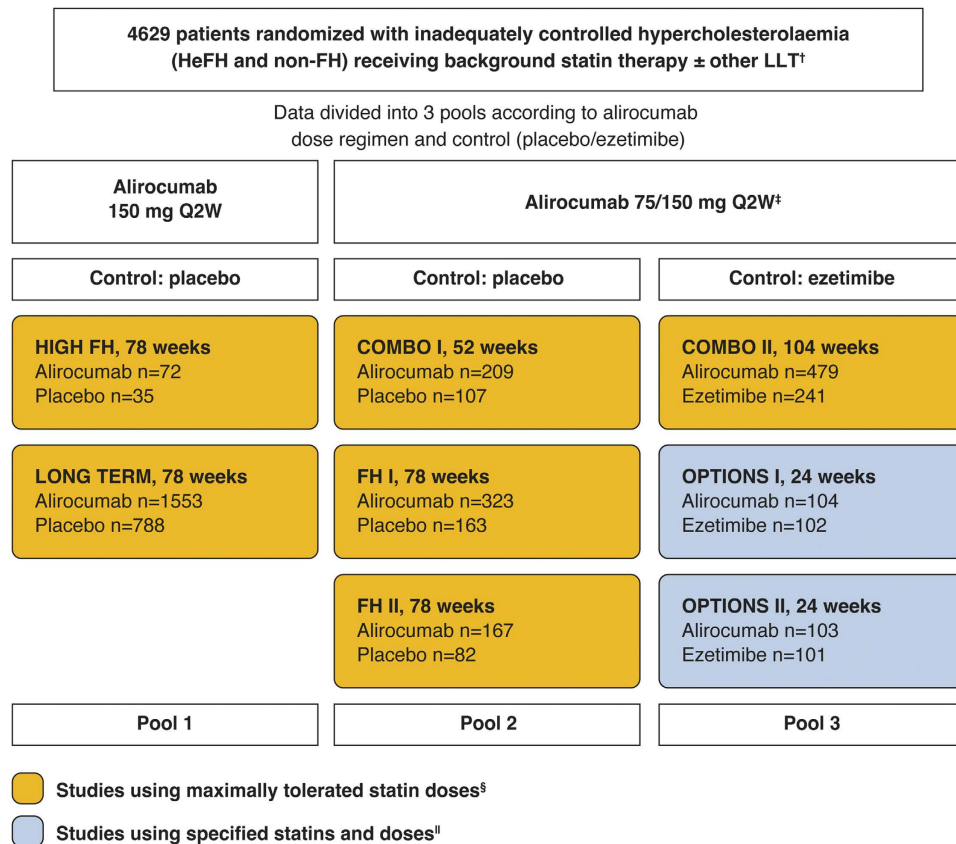 4629 patients randomized with inadequately controlled hypercholesterolaemia
(HeFH and non-FH) receiving background statin therapy ± other LLT†
Data divided into 3 pools according to alirocumab
dose regimen and control (placebo/ezetimibe)
Alirocumab
150 mg Q2W
Alirocumab 75/150 mg Q2W‡
Control: placebo
Control: placebo
Control: ezetimibe
HIGH FH, 78 weeks
Alirocumab n=72
Placebo n=35
COMBO I, 52 weeks
Alirocumab n=209
Placebo n=107
COMBO II, 104 weeks
Alirocumab n=479
Ezetimibe n=241
LONG TERM, 78 weeks
Alirocumab n=1553
Placebo n=788
FH I, 78 weeks
Alirocumab n=323
Placebo n=163
OPTIONS I, 24 weeks
Alirocumab n=104
Ezetimibe n=102
FH II, 78 weeks
Alirocumab n=167
Placebo n=82
OPTIONS II, 24 weeks
Alirocumab n=103
Ezetimibe n=101
Pool 1
Pool 2
Pool 3
Studies using maximally tolerated statin doses§
Studies using specified statins and doses‖